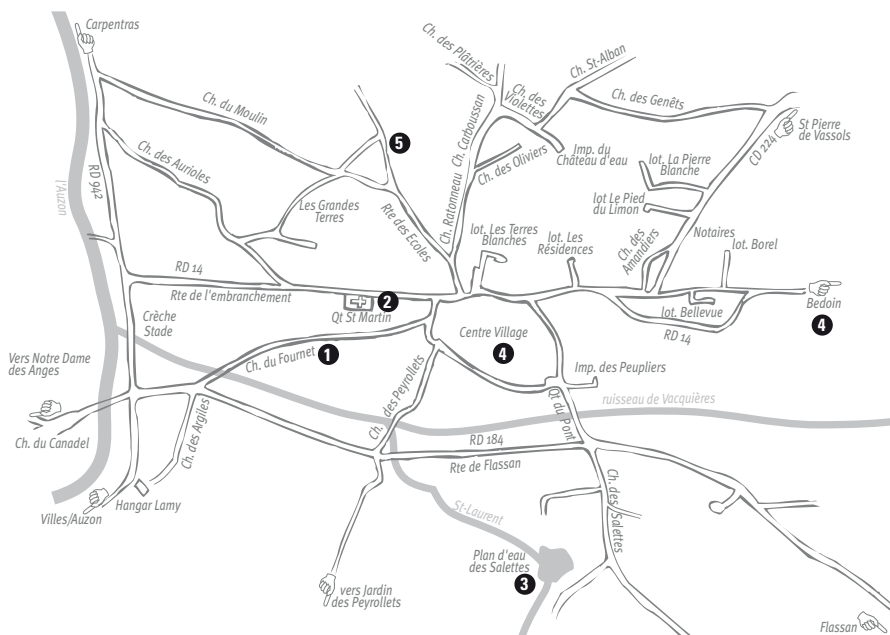 Carpentras
Ch. des Plâtrières
Ch. St-Alban
Ch. des
Violettes
Ch. des Genêts
Ch. du Moulin
Ch. Carboussan
Ch. Ratonneau
Imp. du
Château d'eau
Ch. des Oliviers
St Pierre
de Vassols
CD 224
lot. La Pierre
Blanche
lot Le Pied
du Limon
5
RD 942
Ch. des Aurioles
l'Auzon
Les Grandes
Terres
Rte des Ecoles
lot. Les Terres
Blanches
lot. Les
Résidences
Ch. des
Amandiers
Notaires
lot. Borel
RD 14
Rte de l'embranchement
2
Qt St Martin
Crèche
Stade
Bedoin
4
lot. Bellevue
RD 14
Centre Village
4
1
Ch. du Fournet
Vers Notre Dame
des Anges
Ch. des Peyrollets
Imp. des Peupliers
Qt du Pont
ruisseau de Vacquières
Ch. du Canadel
Ch. des Argiles
RD 184
Rte de Flassan
Villes/Auzon
Hangar Lamy
Ch. des Salettes
St-Laurent
Plan d'eau
des Salettes
3
vers Jardin
des Peyrollets
Flassan